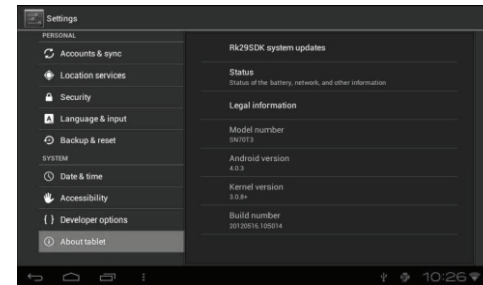 Settings
PERSONAL
Accounts & sync
Location services
Security
A Language & input
Backup & reset
SYSTEM
Date & time
Accessibility
{ } Developer options
About tablet
Rk29SDK system updates
Status
Status of the battery, network, and other information
Legal information
Model number
SN70T3
Android version
4.0.3
Kernel version
3.0.8+
Build number
20120516.105014
10:26